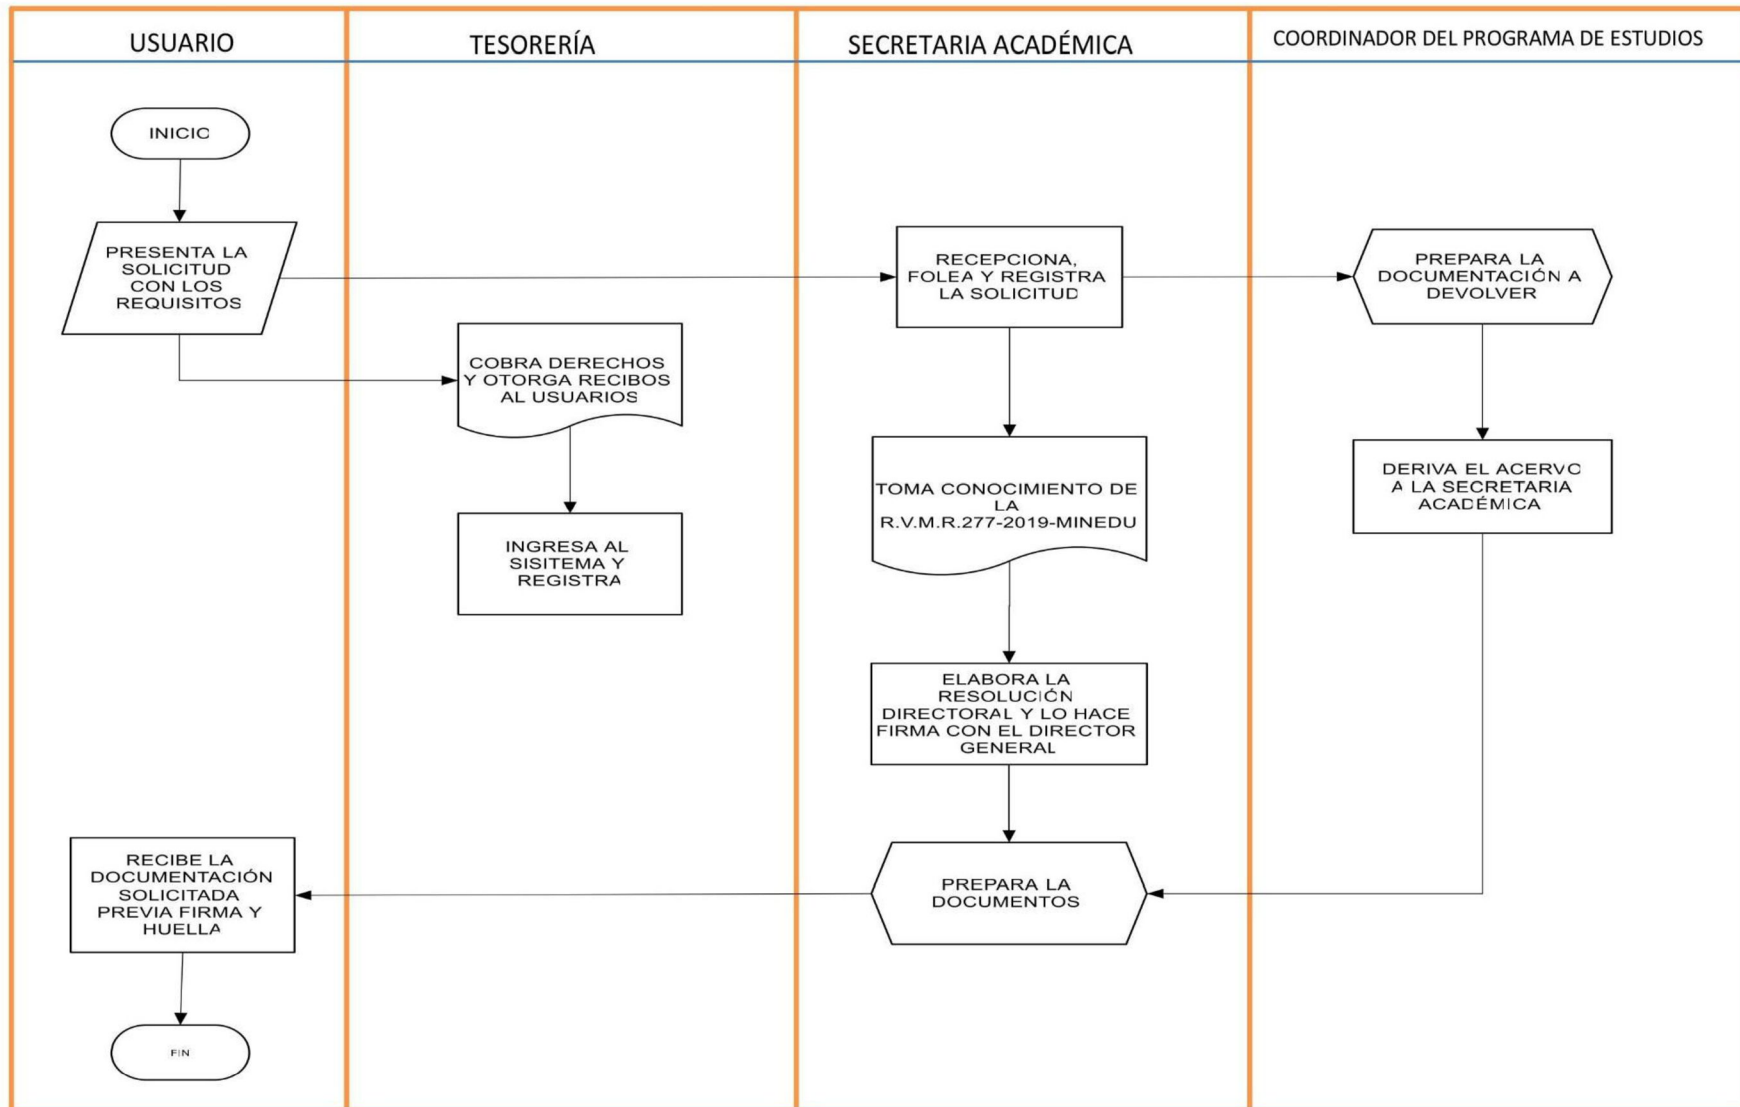 USUARIO
TESORERÍA
SECRETARIA ACADÉMICA
COORDINADOR DEL PROGRAMA DE ESTUDIOS
INICIO
PRESENTA LA
SOLICITUD
CON LOS
REQUISITOS
RECEPCIONA,
FOLEA Y REGISTRA
LA SOLICITUD
PREPARA LA
DOCUMENTACIÓN A
DEVOLVER
COBRA DERECHOS
Y OTORGA RECIBOS
AL USUARIOS
TOMA CONOCIMIENTO DE
LA
R.V.M.R.277-2019-MINEDU
DERIVA EL ACERVO
A LA SECRETARIA
ACADÉMICA
INGRESA AL
SISITEMA Y
REGISTRA
ELABORA LA
RESOLUCIÓN
DIRECTORAL Y LO HACE
FIRMA CON EL DIRECTOR
GENERAL
RECIBE LA
DOCUMENTACIÓN
SOLICITADA
PREVIA FIRMA Y
HUELLA
PREPARA LA
DOCUMENTOS
FIN